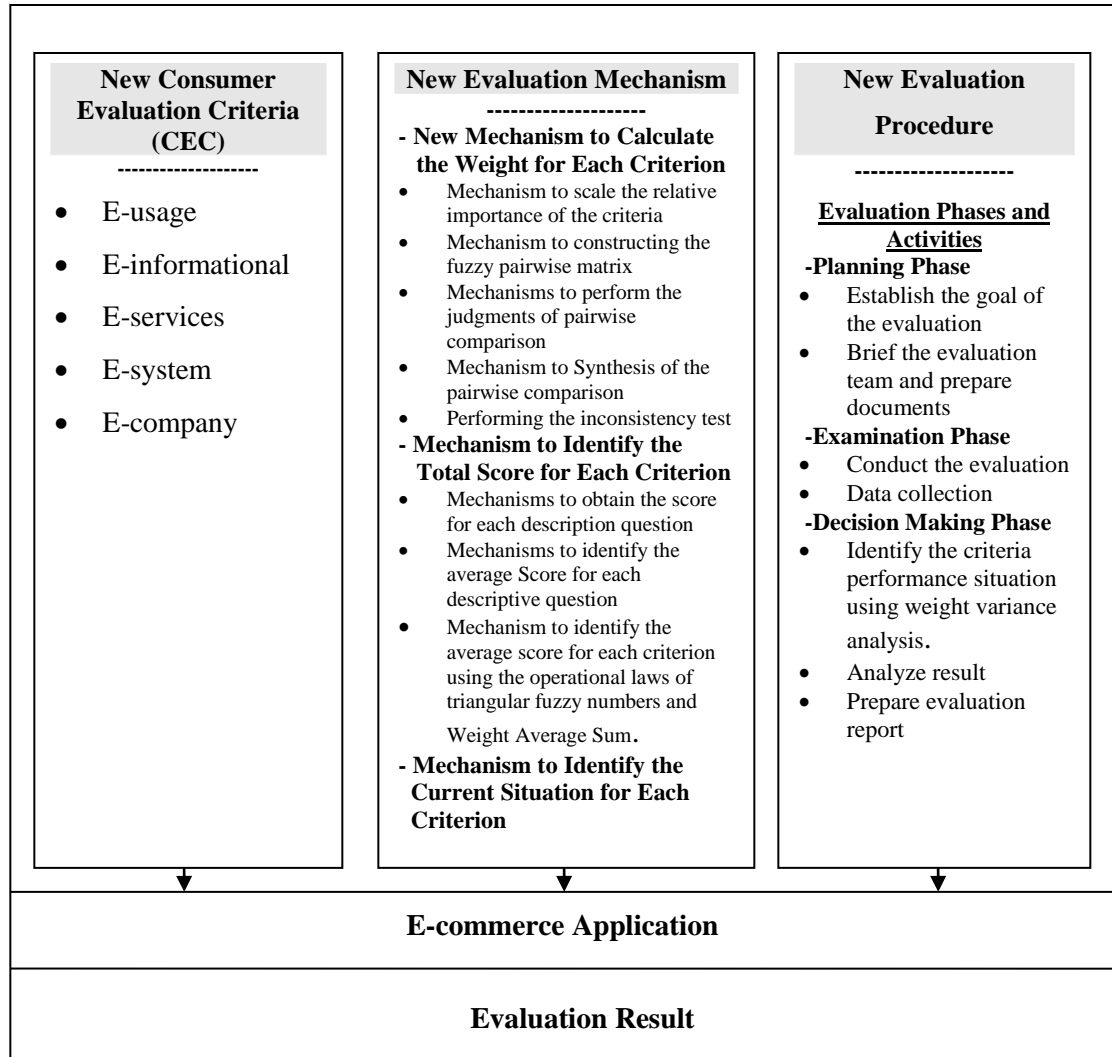 New Consumer
Evaluation Criteria
(CEC)
--------------------
• E-usage
• E-informational
• E-services
• E-system
• E-company
New Evaluation Mechanism
--------------------
- New Mechanism to Calculate
the Weight for Each Criterion
• Mechanism to scale the relative
importance of the criteria
• Mechanism to constructing the
fuzzy pairwise matrix
• Mechanisms to perform the
judgments of pairwise
comparison
• Mechanism to Synthesis of the
pairwise comparison
• Performing the inconsistency test
- Mechanism to Identify the
Total Score for Each Criterion
• Mechanisms to obtain the score
for each description question
• Mechanisms to identify the
average Score for each
descriptive question
• Mechanism to identify the
average score for each criterion
using the operational laws of
triangular fuzzy numbers and
Weight Average Sum.
- Mechanism to Identify the
Current Situation for Each
Criterion
New Evaluation
Procedure
--------------------
Evaluation Phases and
Activities
-Planning Phase
• Establish the goal of
the evaluation
• Brief the evaluation
team and prepare
documents
-Examination Phase
• Conduct the evaluation
• Data collection
-Decision Making Phase
• Identify the criteria
performance situation
using weight variance
analysis.
• Analyze result
• Prepare evaluation
report
E-commerce Application
Evaluation Result